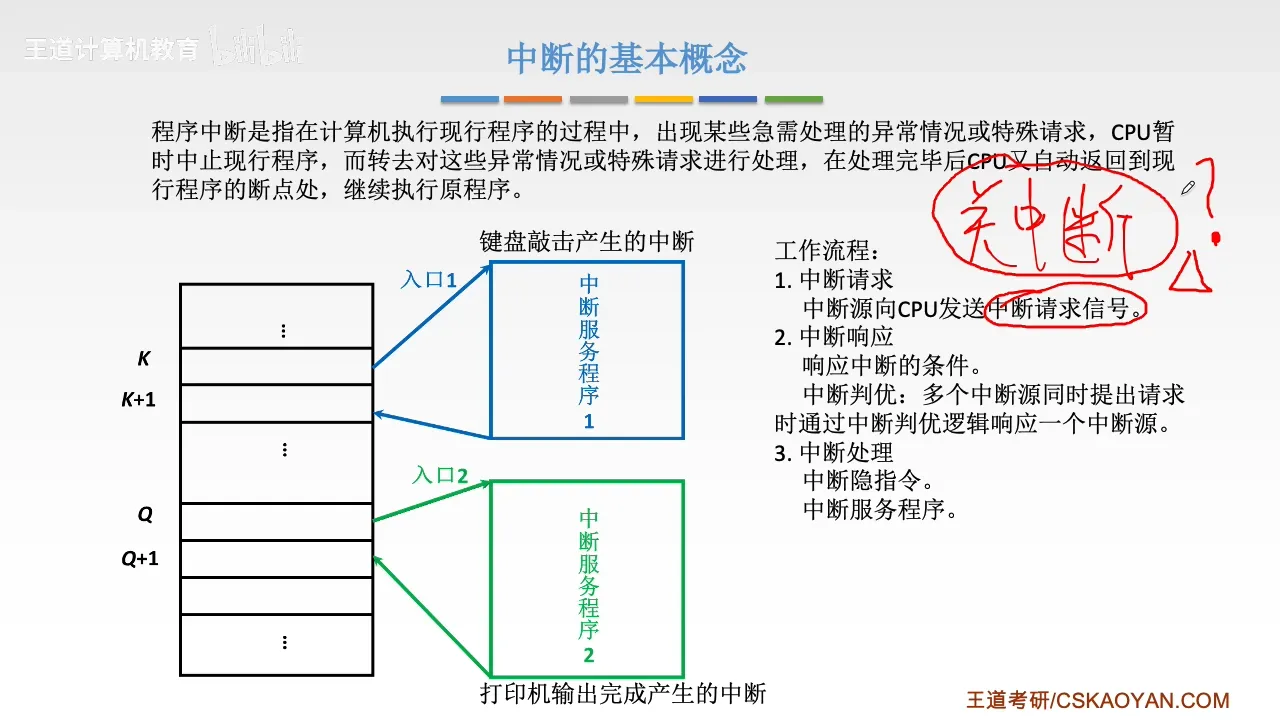 王道计算机教育 bilibili
中断的基本概念
程序中断是指在计算机执行现行程序的过程中，出现某些急需处理的异常情况或特殊请求，CPU暂
时中止现行程序，而转去对这些异常情况或特殊请求进行处理，在处理完毕后CPU又自动返回到现
行程序的断点处，继续执行原程序。
关中断
?
键盘敲击产生的中断
入口1
中断服务程序1
⋮
K
K+1
⋮
入口2
Q
Q+1
⋮
中断服务程序2
打印机输出完成产生的中断
工作流程：
1. 中断请求
中断源向CPU发送中断请求信号。
2. 中断响应
响应中断的条件。
中断判优：多个中断源同时提出请求
时通过中断判优逻辑响应一个中断源。
3. 中断处理
中断隐指令。
中断服务程序。
王道考研/CSKAOYAN.COM